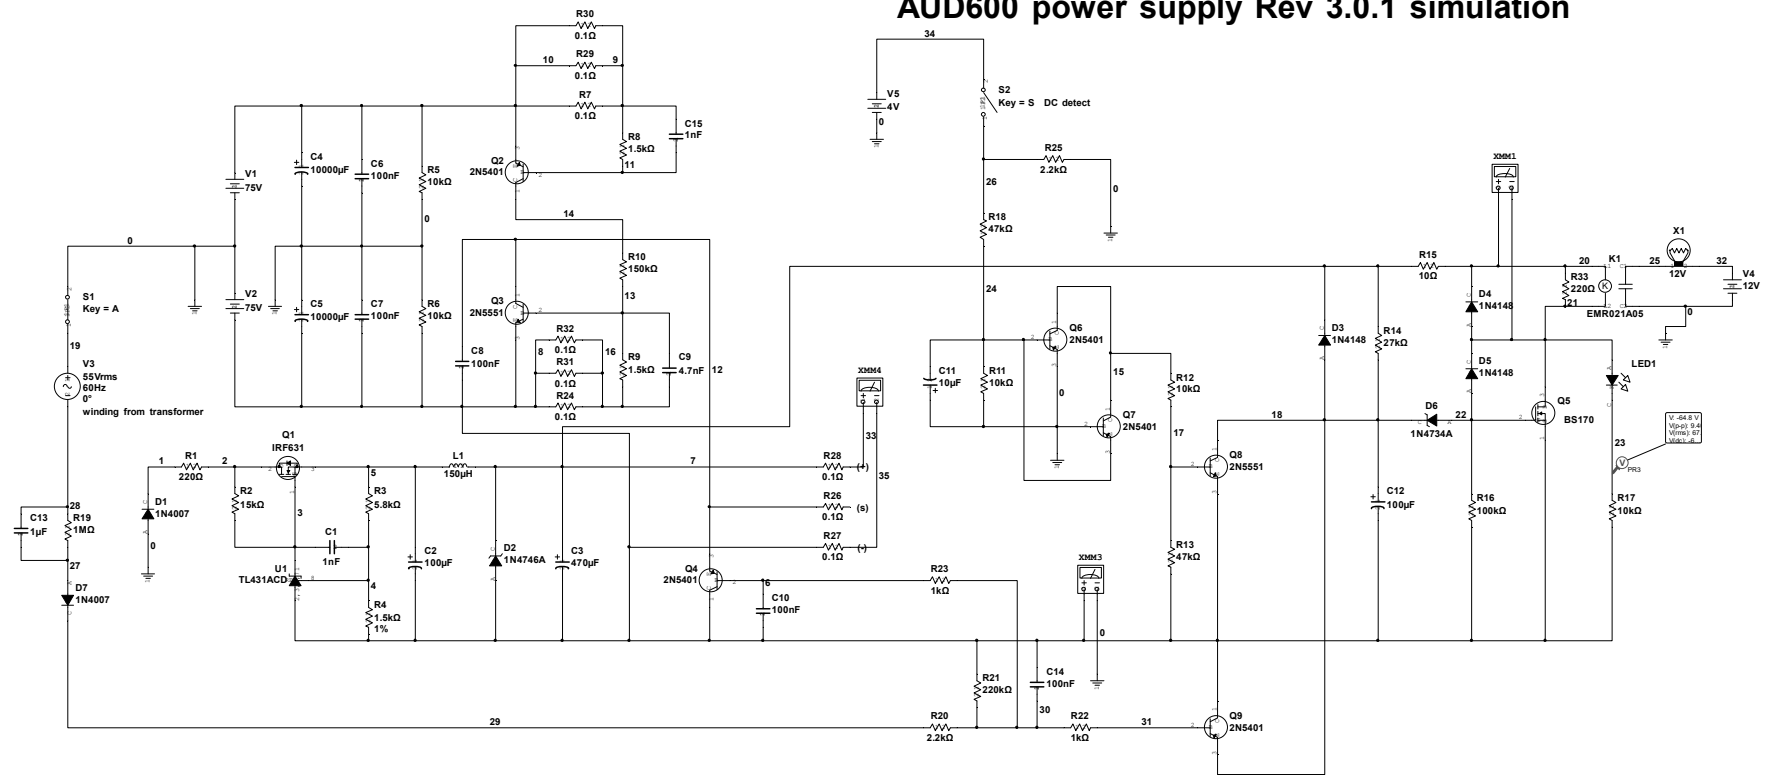 AUD600 power supply Rev 3.0.1 simulation
R30
0.1Ω
R29
10
9
0.1Ω
R7
0.1Ω
C15
1nF
R8
1.5kΩ
11
Q2
2N5401
C4
10000µF
C6
100nF
R5
10kΩ
0
V1
75V
0
14
R10
150kΩ
13
S1
Key = A
19
V3
55Vrms
60Hz
0°
winding from transformer
V2
75V
C5
10000µF
C7
100nF
R6
10kΩ
C8
100nF
Q3
2N5551
R32
0.1Ω
8
16
R31
0.1Ω
R24
0.1Ω
R9
1.5kΩ
C9
4.7nF
12
34
V5
4V
0
S2
Key = S DC detect
R25
2.2kΩ
26
0
R18
47kΩ
24
Q6
2N5401
C11
10µF
R11
10kΩ
0
15
Q7
2N5401
R12
10kΩ
17
XMM1
R15
10Ω
20
K1
25
X1
12V
32
V4
12V
R33
220Ω
21
EMR021A05
0
D4
1N4148
D3
1N4148
R14
27kΩ
D5
1N4148
LED1
18
D6
1N4734A
22
Q5
BS170
V: -64.8 V
23
PR3
Q8
2N5551
C12
100µF
R16
100kΩ
R17
10kΩ
R13
47kΩ
XMM4
33
35
Q1
IRF631
1
R1
220Ω
2
D1
1N4007
0
R2
15kΩ
3
5
R3
5.8kΩ
L1
150µH
7
R28
0.1Ω
(+)
R26
0.1Ω
(s)
R27
0.1Ω
(-)
28
C13
1µF
R19
1MΩ
27
D7
1N4007
C1
1nF
U1
TL431ACD
4
R4
1.5kΩ
1%
C2
100µF
D2
1N4746A
C3
470µF
Q4
2N5401
6
C10
100nF
R23
1kΩ
XMM3
0
R21
220kΩ
C14
100nF
30
29
R20
2.2kΩ
R22
1kΩ
31
Q9
2N5401